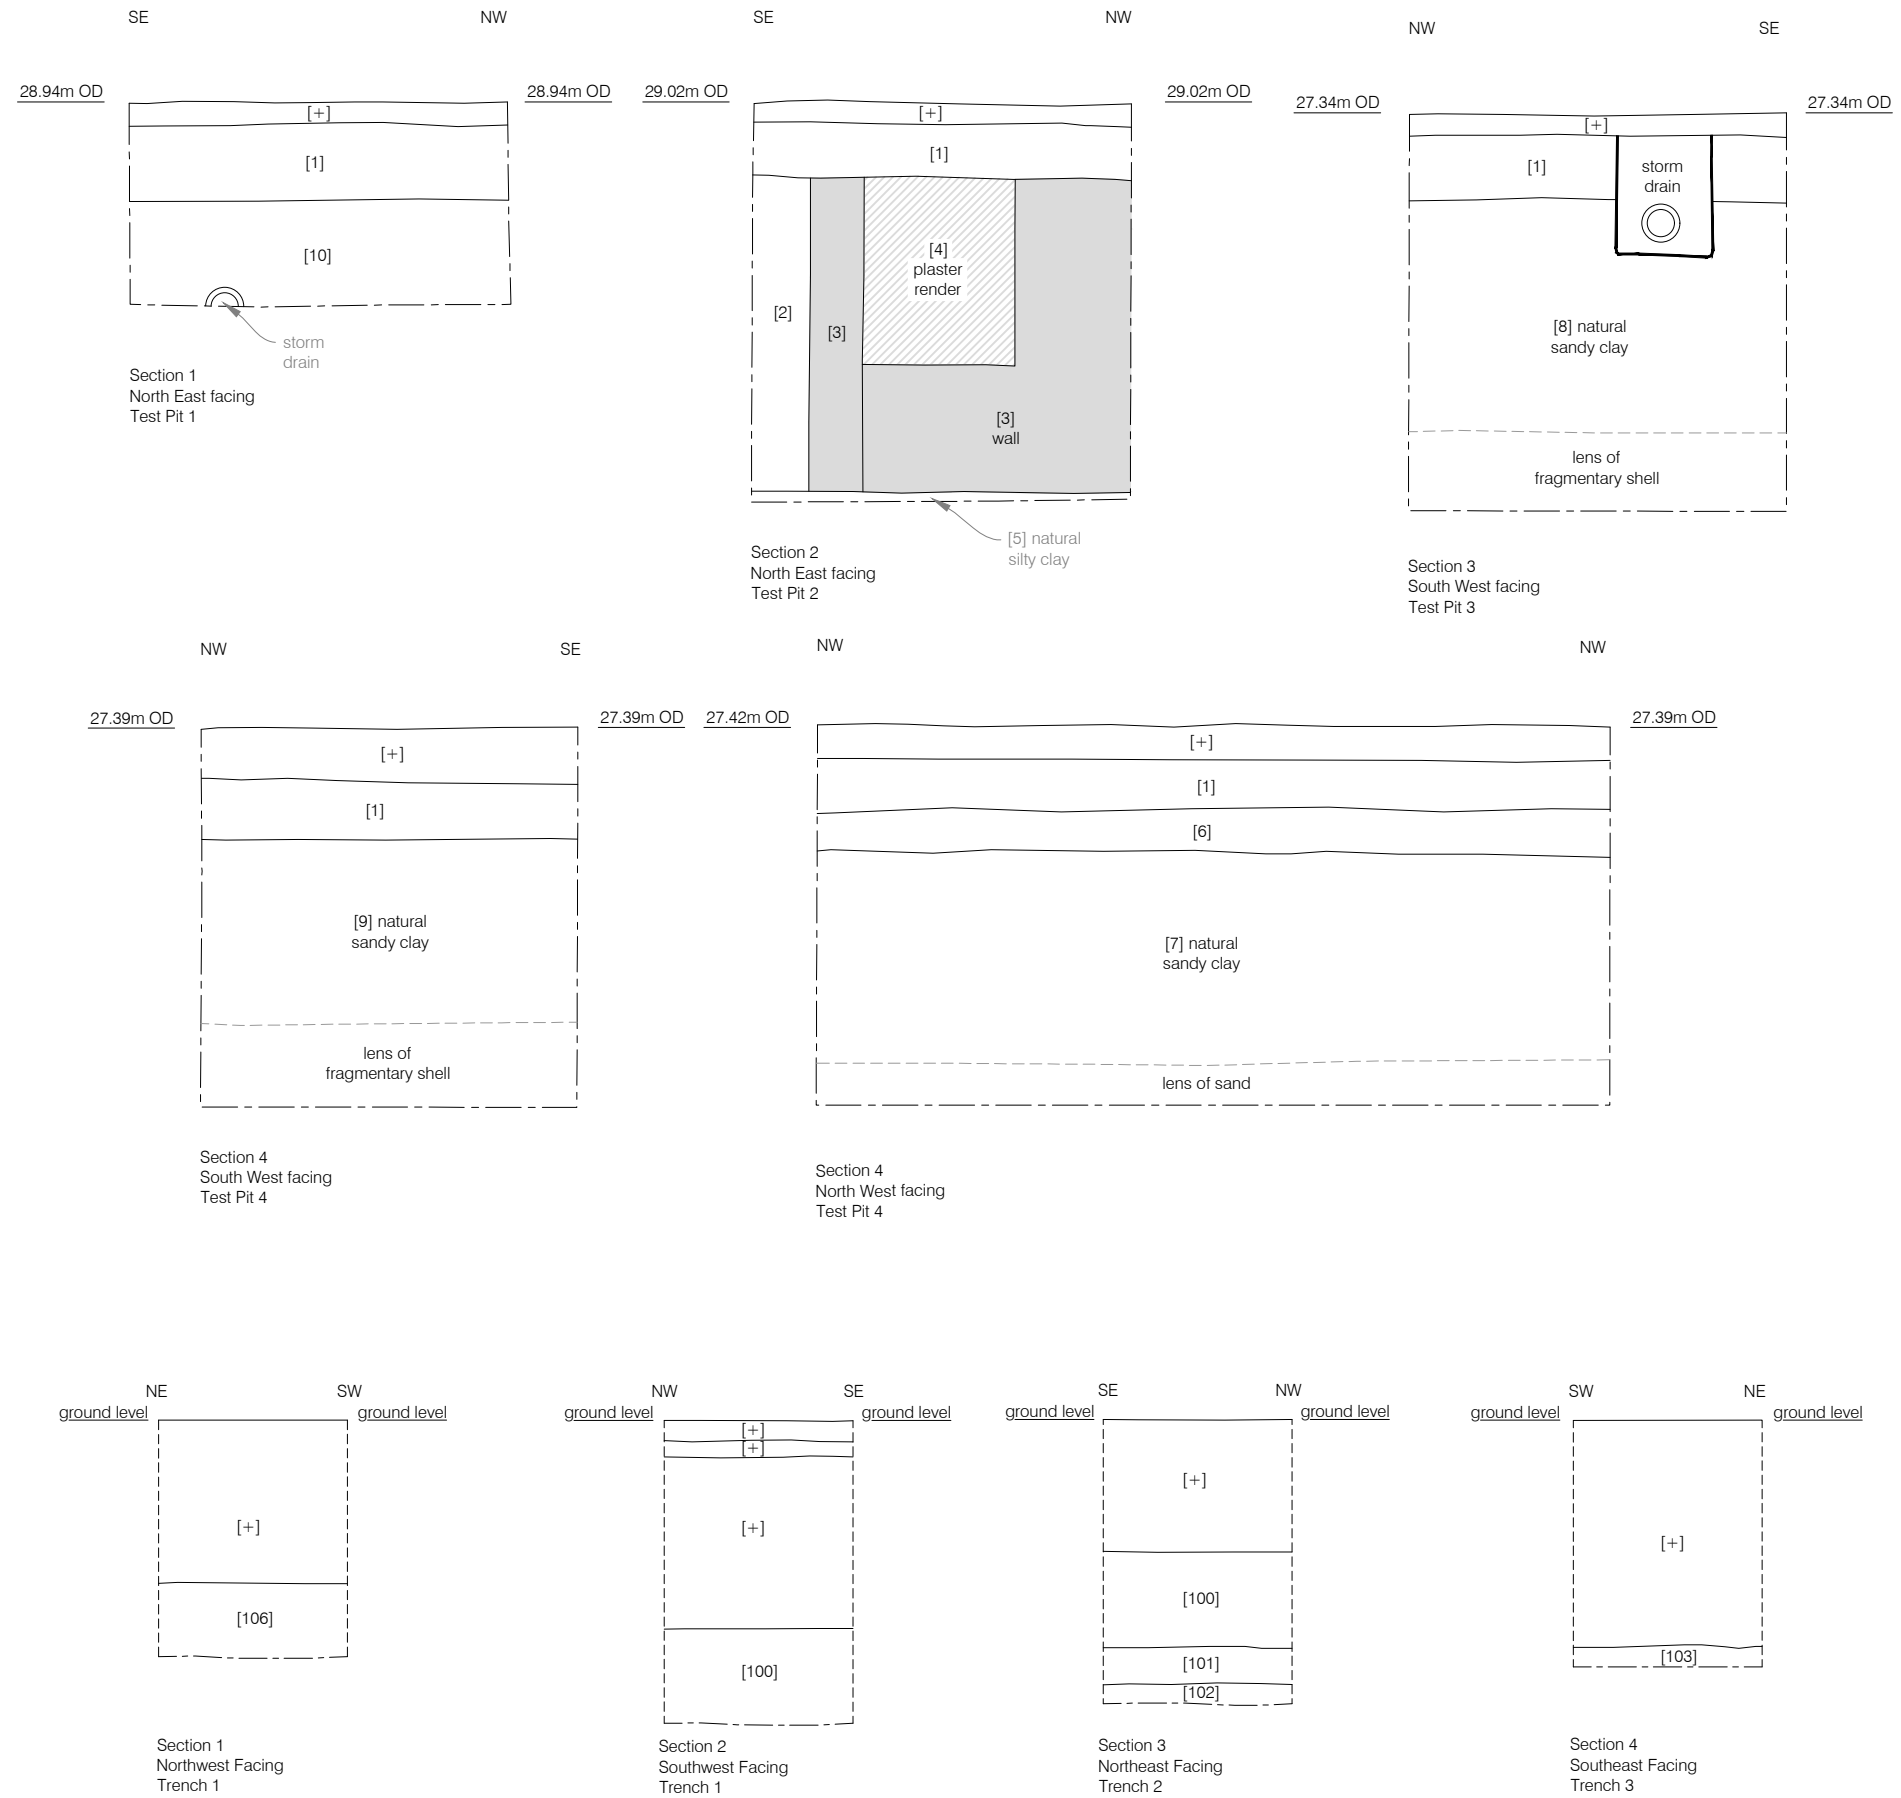 SE NW
28.94m OD 28.94m OD
[+]
[1]
[10]
storm
drain
Section 1
North East facing
Test Pit 1
SE NW
29.02m OD 29.02m OD
[+]
[1]
[4]
plaster
render
[2]
[3]
[3]
wall
[5] natural
silty clay
Section 2
North East facing
Test Pit 2
NW SE
27.34m OD 27.34m OD
[+]
[1]
storm
drain
[8] natural
sandy clay
lens of
fragmentary shell
Section 3
South West facing
Test Pit 3
NW SE
27.39m OD 27.39m OD
[+]
[1]
[9] natural
sandy clay
lens of
fragmentary shell
Section 4
South West facing
Test Pit 4
NW NW
27.42m OD 27.39m OD
[+]
[1]
[6]
[7] natural
sandy clay
lens of sand
Section 4
North West facing
Test Pit 4
NE SW
ground level ground level
[+]
[106]
Section 1
Northwest Facing
Trench 1
NW SE
ground level ground level
[+]
[+]
[+]
[100]
Section 2
Southwest Facing
Trench 1
SE NW
ground level ground level
[+]
[100]
[101]
[102]
Section 3
Northeast Facing
Trench 2
SW NE
ground level ground level
[+]
[103]
Section 4
Southeast Facing
Trench 3